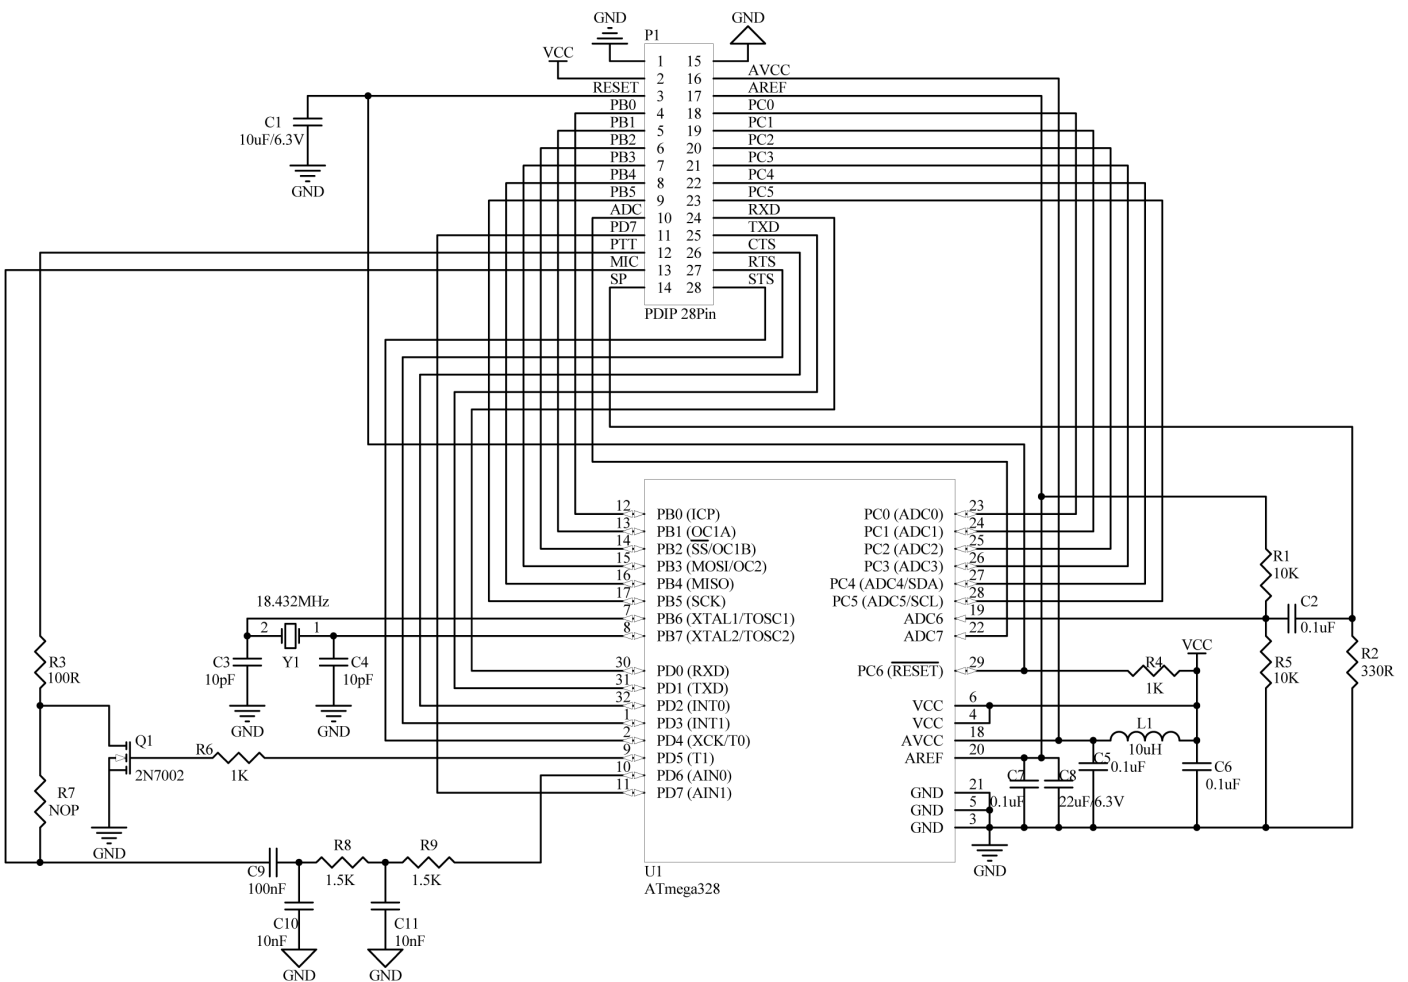 GND
GND
P1
VCC
1 15
2 16 AVCC
RESET 3 17 AREF
PB0 4 18 PC0
PB1 5 19 PC1
PB2 6 20 PC2
PB3 7 21 PC3
PB4 8 22 PC4
PB5 9 23 PC5
ADC 10 24 RXD
PD7 11 25 TXD
PTT 12 26 CTS
MIC 13 27 RTS
SP 14 28 STS
PDIP 28Pin
C1
10uF/6.3V
GND
12 PB0 (ICP)
13 PB1 (OC1A)
14 PB2 (SS/OC1B)
15 PB3 (MOSI/OC2)
16 PB4 (MISO)
17 PB5 (SCK)
7 PB6 (XTAL1/TOSC1)
8 PB7 (XTAL2/TOSC2)
30 PD0 (RXD)
31 PD1 (TXD)
32 PD2 (INT0)
1 PD3 (INT1)
2 PD4 (XCK/T0)
9 PD5 (T1)
10 PD6 (AIN0)
11 PD7 (AIN1)
PC0 (ADC0) 23
PC1 (ADC1) 24
PC2 (ADC2) 25
PC3 (ADC3) 26
PC4 (ADC4/SDA) 27
PC5 (ADC5/SCL) 28
ADC6 19
ADC7 22
PC6 (RESET) 29
VCC 6
VCC 4
AVCC 18
AREF 20
GND 21
GND 5
GND 3
U1
ATmega328
18.432MHz
2 1
Y1
C3
10pF
GND
C4
10pF
GND
R3
100R
Q1
2N7002
R6
1K
R7
NOP
GND
C9
100nF
R8
1.5K
R9
1.5K
C10
10nF
GND
C11
10nF
GND
R1
10K
C2
0.1uF
R5
10K
R2
330R
VCC
R4
1K
L1
10uH
C5
0.1uF
C6
0.1uF
C7
0.1uF
C8
22uF/6.3V
GND